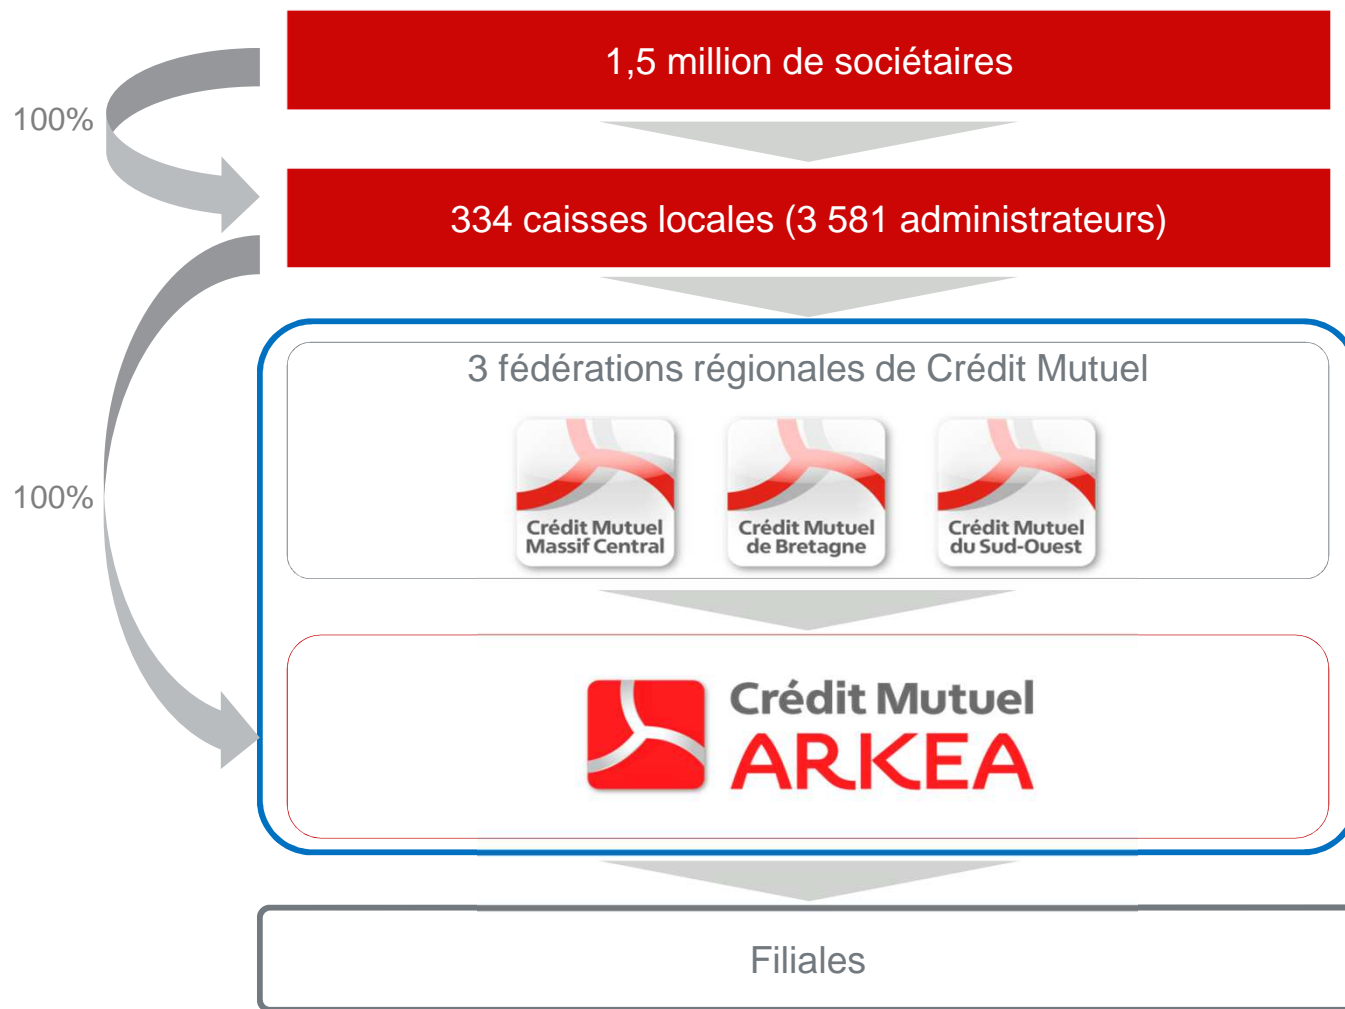 1,5 million de sociétaires
100%
334 caisses locales (3 581 administrateurs)
3 fédérations régionales de Crédit Mutuel
Crédit Mutuel
Massif Central
Crédit Mutuel
de Bretagne
Crédit Mutuel
du Sud-Ouest
100%
Crédit Mutuel
ARKEA
Filiales